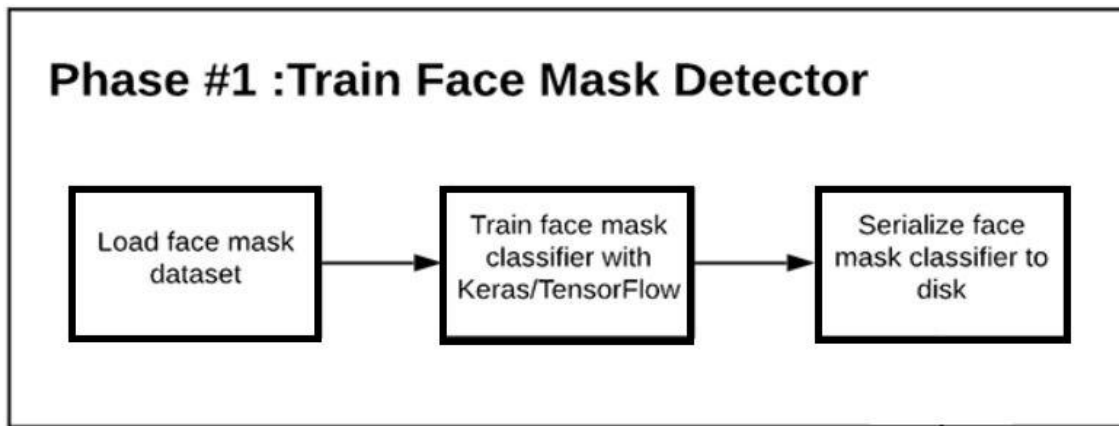 Phase #1 :Train Face Mask Detector
Load face mask
dataset
Train face mask
classifier with
Keras/TensorFlow
Serialize face
mask classifier to
disk